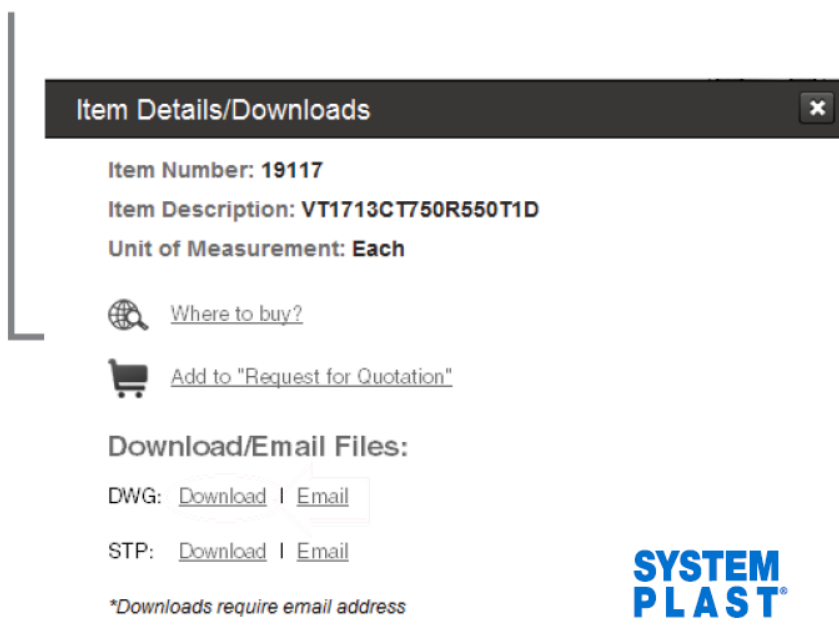 Item Details/Downloads
Item Number: 19117
Item Description: VT1713CT750R550T1D
Unit of Measurement: Each
Where to buy?
Add to "Request for Quotation"
Download/Email Files:
DWG: Download | Email
STP: Download | Email
*Downloads require email address
SYSTEM
PLAST®